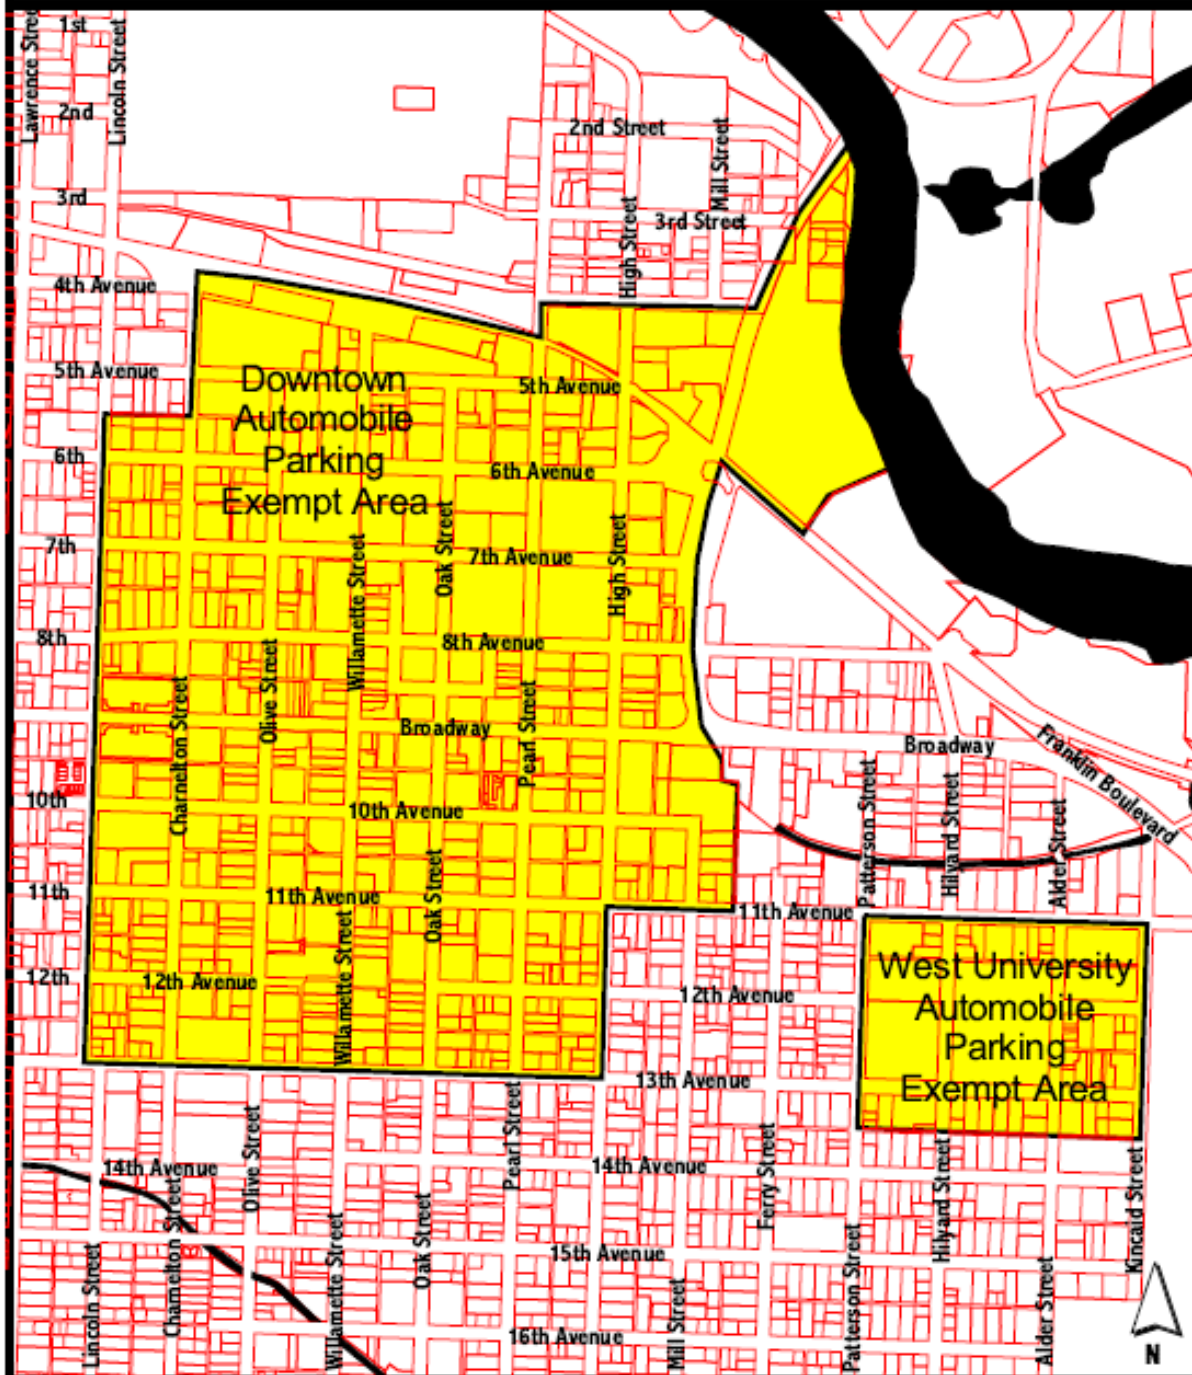 1st
Lawrence Street
Lincoln Street
2nd
2nd Street
Mill Street
3rd
3rd Street
High Street
4th Avenue
5th Avenue
Downtown
Automobile
Parking
Exempt Area
5th Avenue
6th
6th Avenue
Oak Street
7th
7th Avenue
High Street
Willamette Street
8th
8th Avenue
Olive Street
Charnelton Street
Pearl Street
Broadway
Broadway
Franklin Boulevard
10th
10th Avenue
Patterson Street
Hilyard Street
Alder Street
11th
11th Avenue
Oak Street
11th Avenue
Willamette Street
West University
Automobile
Parking
Exempt Area
12th
12th Avenue
12th Avenue
13th Avenue
Pearl Street
Olive Street
14th Avenue
14th Avenue
Ferry Street
Hilyard Street
Kincaid Street
Charnelton Street
Oak Street
15th Avenue
Lincoln Street
Willamette Street
Mill Street
Patterson Street
Alder Street
16th Avenue
N